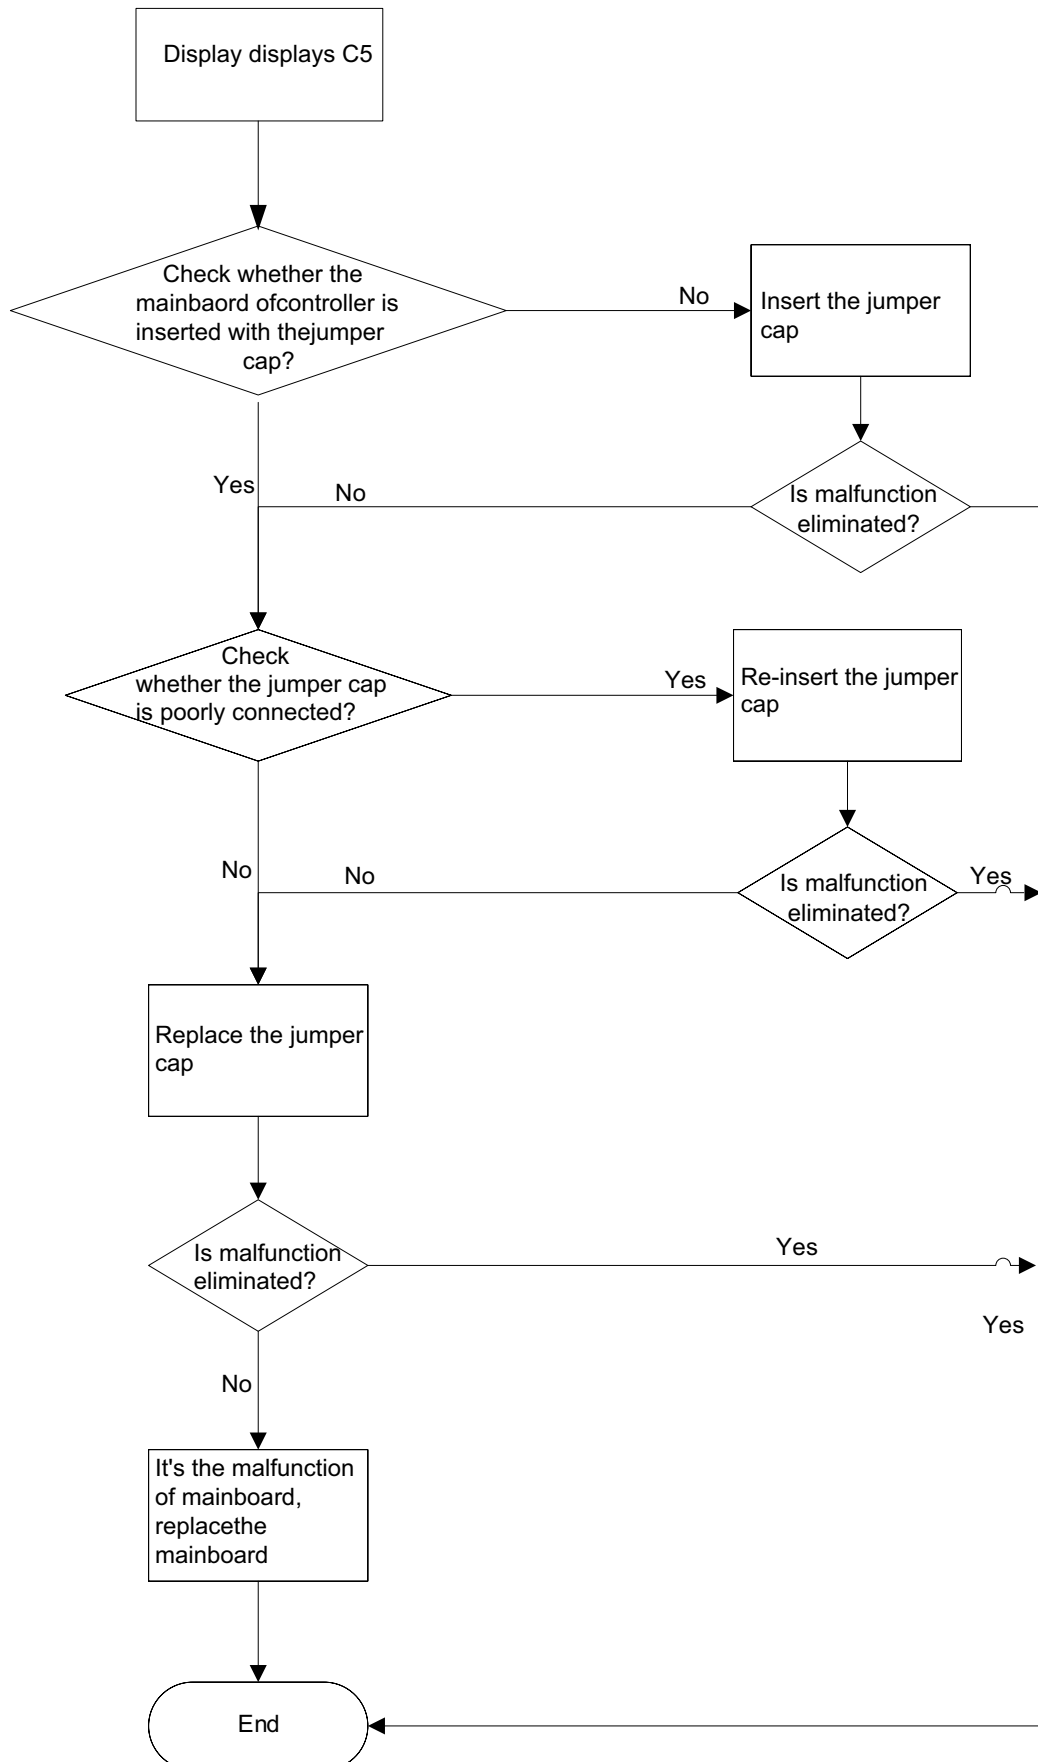 Display displays C5
Check whether the
mainbaord ofcontroller is
inserted with thejumper
cap?
No
Insert the jumper
cap
Yes
No
Is malfunction
eliminated?
Check
whether the jumper cap
is poorly connected?
Yes
Re-insert the jumper
cap
No
No
Is malfunction
eliminated?
Yes
Replace the jumper
cap
Is malfunction
eliminated?
Yes
Yes
No
It's the malfunction
of mainboard,
replacethe
mainboard
End